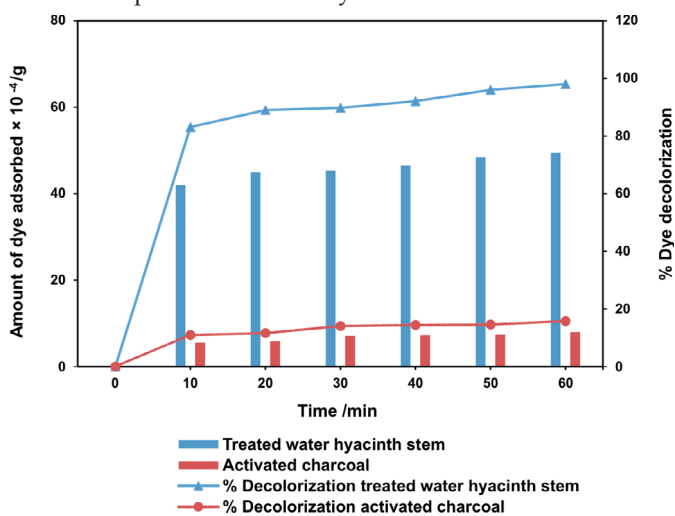 Amount of dye adsorbed × 10 ⁻⁴/g
80
60
40
20
0
120
100
80
60
40
20
0
% Dye decolorization
0 10 20 30 40 50 60
Time /min
Treated water hyacinth stem
Activated charcoal
% Decolorization treated water hyacinth stem
% Decolorization activated charcoal